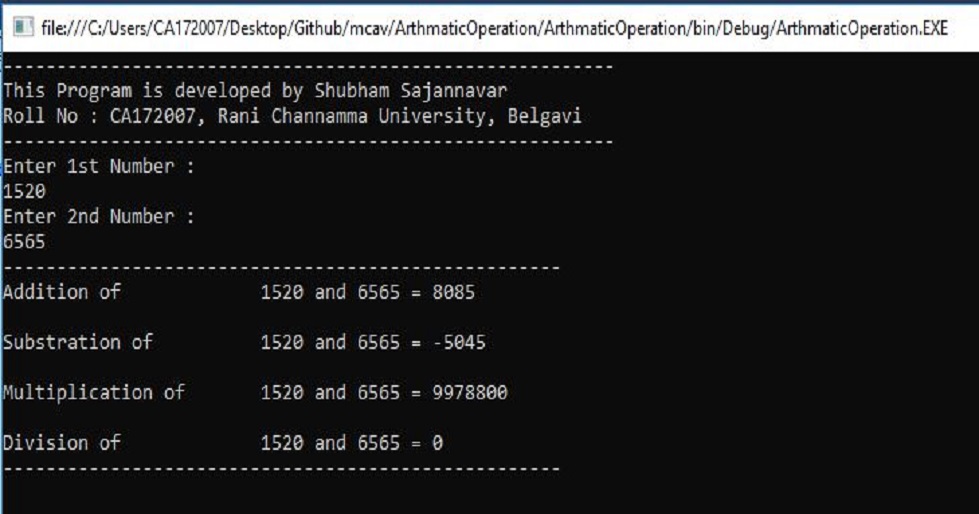 file:///C:/Users/CA172007/Desktop/Github/mcav/ArthmaticOperation/ArthmaticOperation/bin/Debug/ArthmaticOperation.EXE
---------------------------------------------------------
This Program is developed by Shubham Sajannavar
Roll No : CA172007, Rani Channamma University, Belgavi
---------------------------------------------------------
Enter 1st Number :
1520
Enter 2nd Number :
6565
----------------------------------------------------
Addition of             1520 and 6565 = 8085
Substration of          1520 and 6565 = -5045
Multiplication of       1520 and 6565 = 9978800
Division of             1520 and 6565 = 0
----------------------------------------------------